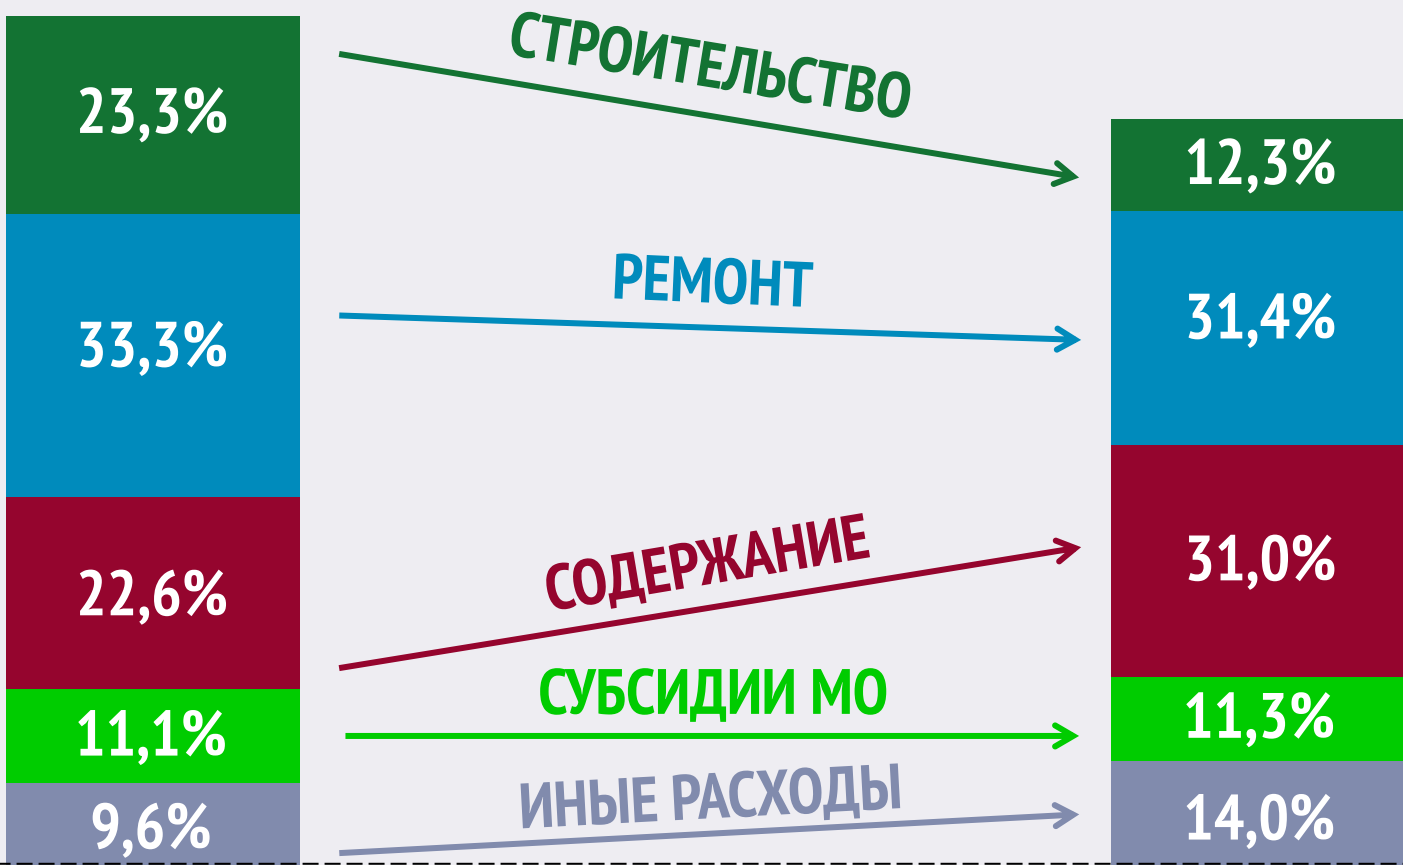 23,3%
СТРОИТЕЛЬСТВО
12,3%
33,3%
РЕМОНТ
31,4%
22,6%
СОДЕРЖАНИЕ
31,0%
11,1%
СУБСИДИИ МО
11,3%
9,6%
ИНЫЕ РАСХОДЫ
14,0%